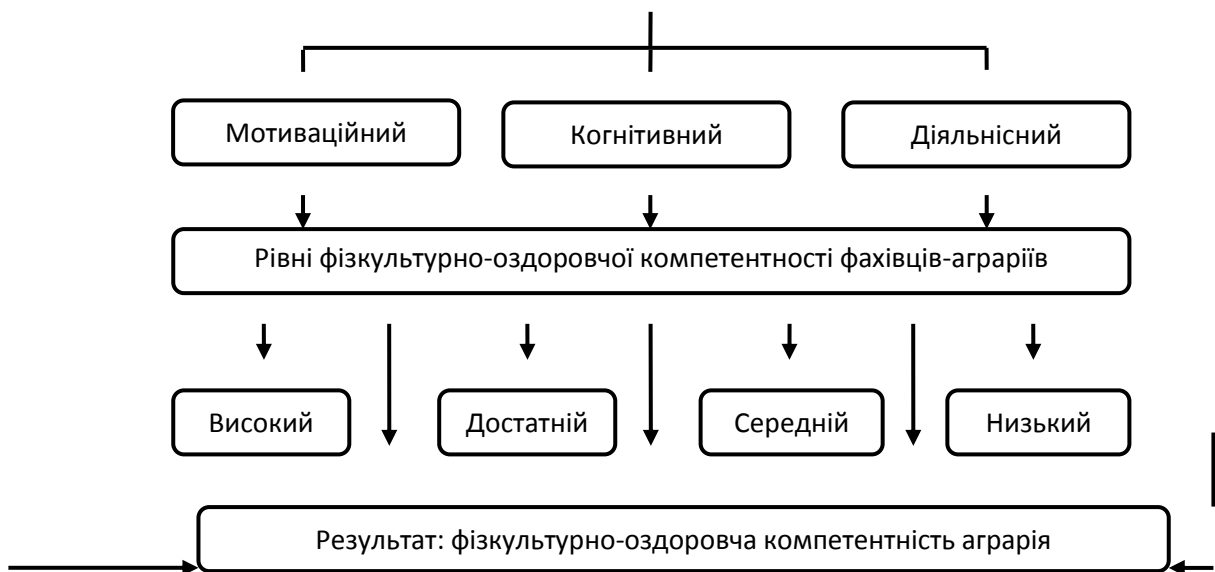 Мотиваційний
Когнітивний
Діяльнісний
Рівні фізкультурно-оздоровчої компетентності фахівців-аграріїв
Високий
Достатній
Середній
Низький
Результат: фізкультурно-оздоровча компетентність аграрія